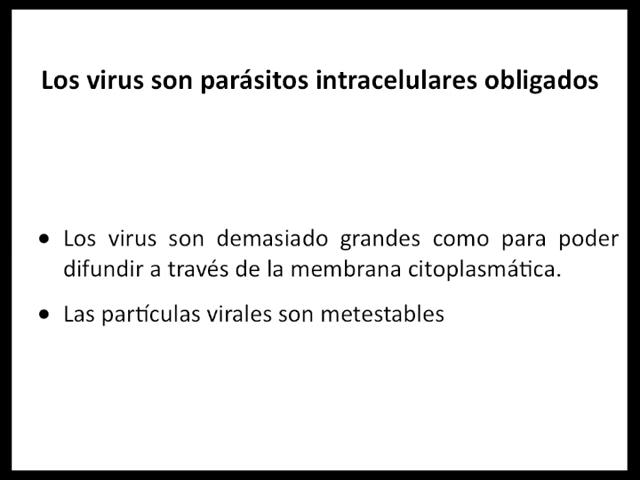 Los virus son parásitos intracelulares obligados
● Los virus son demasiado grandes como para poder
difundir a través de la membrana citoplasmática.
● Las partículas virales son metestables